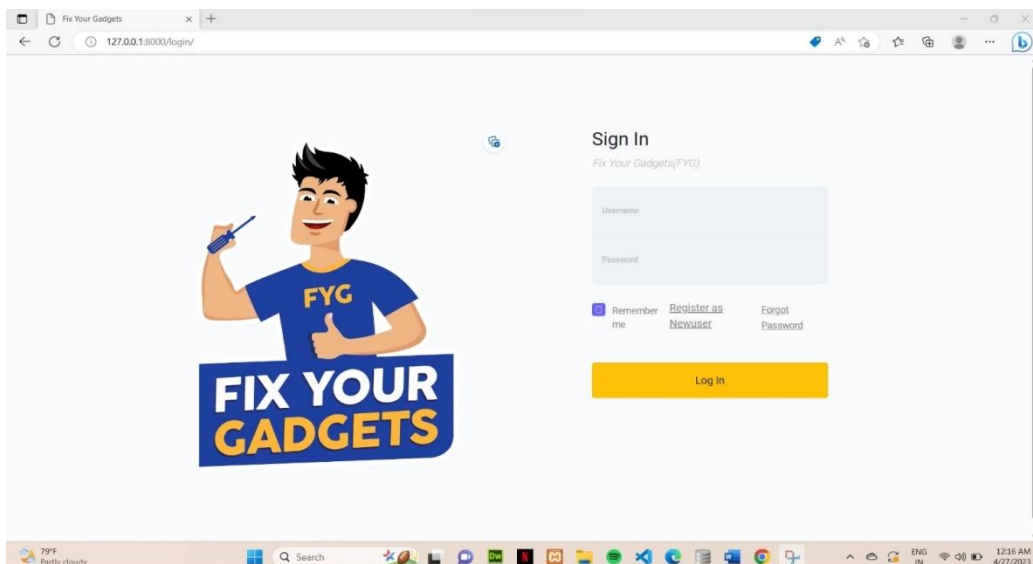 Fix Your Gadgets
127.0.0.1:8000/login/
Sign In
Fix Your Gadgets(FYG)
Username
Password
Remember me
Register as Newuser
Forgot Password
Log In
FYG
FIX YOUR
GADGETS
79°F
Partly cloudy
Search
Dw
N
W
ENG
IN
12:16 AM